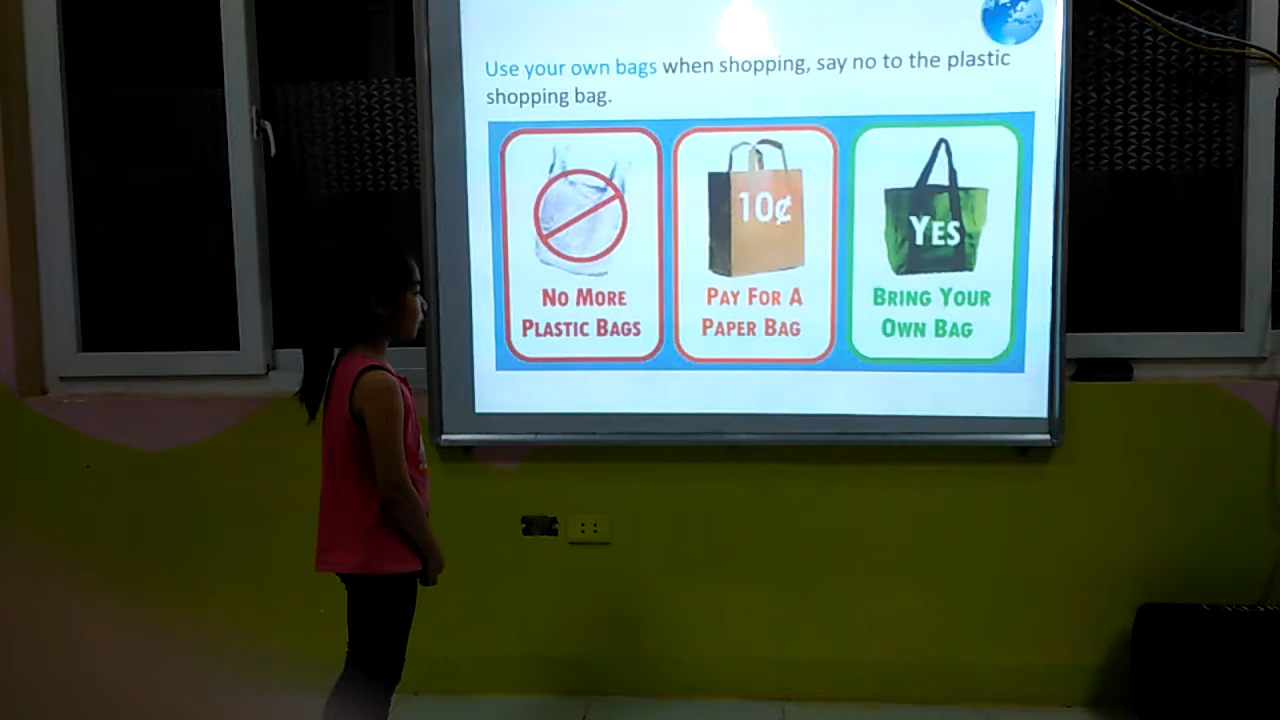 Use your own bags when shopping, say no to the plastic
shopping bag.
10¢
YES
NO MORE
PLASTIC BAGS
PAY FOR A
PAPER BAG
BRING YOUR
OWN BAG